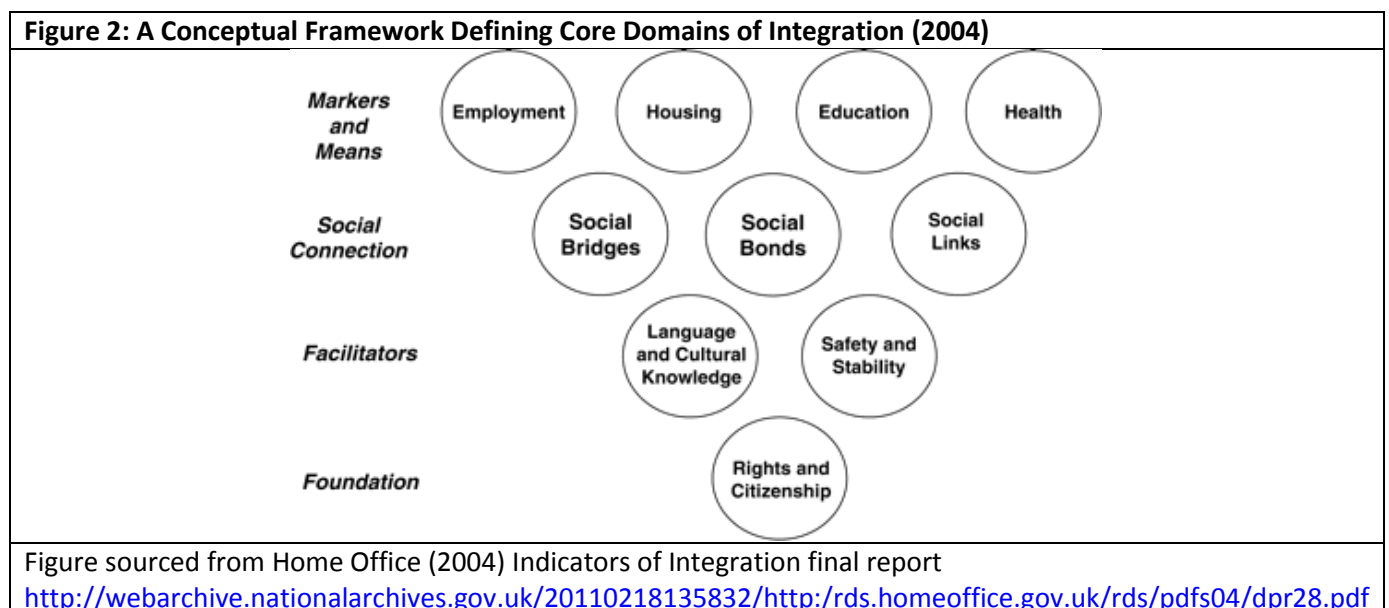 Figure 2: A Conceptual Framework Defining Core Domains of Integration (2004)
Markers
and
Means
Employment
Housing
Education
Health
Social
Connection
Social
Bridges
Social
Bonds
Social
Links
Facilitators
Language
and Cultural
Knowledge
Safety and
Stability
Foundation
Rights and
Citizenship
Figure sourced from Home Office (2004) Indicators of Integration final report
http://webarchive.nationalarchives.gov.uk/20110218135832/http:/rds.homeoffice.gov.uk/rds/pdfs04/dpr28.pdf